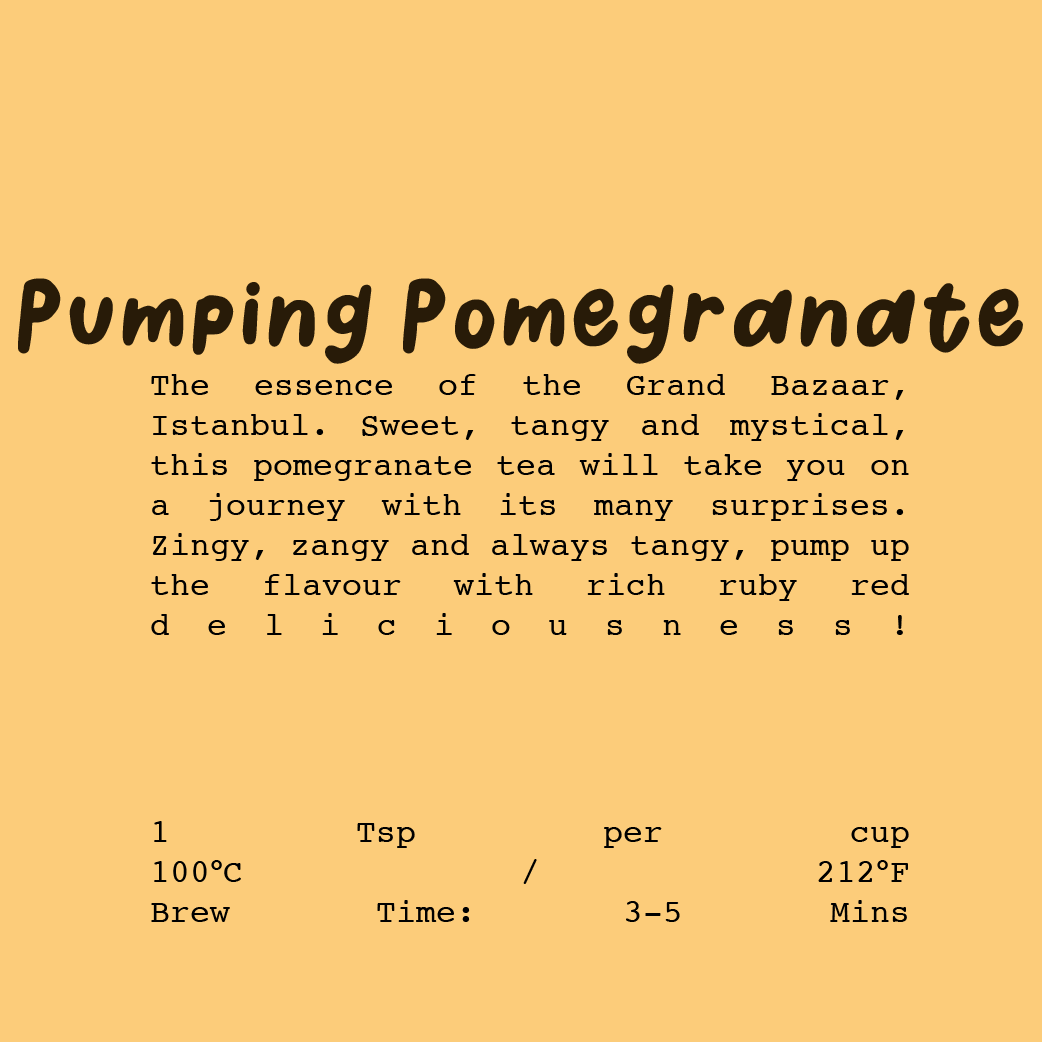 Pumping Pomegranate
The essence of the Grand Bazaar,
Istanbul. Sweet, tangy and mystical,
this pomegranate tea will take you on
a journey with its many surprises.
Zingy, zangy and always tangy, pump up
the flavour with rich ruby red
deliciousness!
1 Tsp per cup
100°C / 212°F
Brew Time: 3-5 Mins